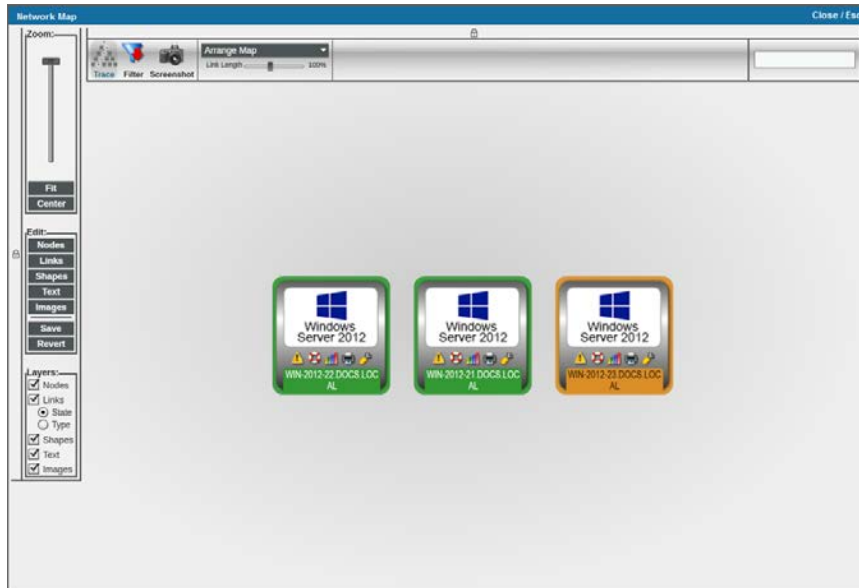 Network Map
Close / Esc
Zoom:
Trace
Filter
Screenshot
Arrange Map
Link Length
100%
Fit
Center
Edit:
Nodes
Links
Shapes
Text
Images
Save
Revert
Layers:
Nodes
Links
State
Type
Shapes
Text
Images
Windows
Server 2012
WIN-2012-22.DOCS.LOC
AL
Windows
Server 2012
WIN-2012-21.DOCS.LOC
AL
Windows
Server 2012
WIN-2012-23.DOCS.LOC
AL